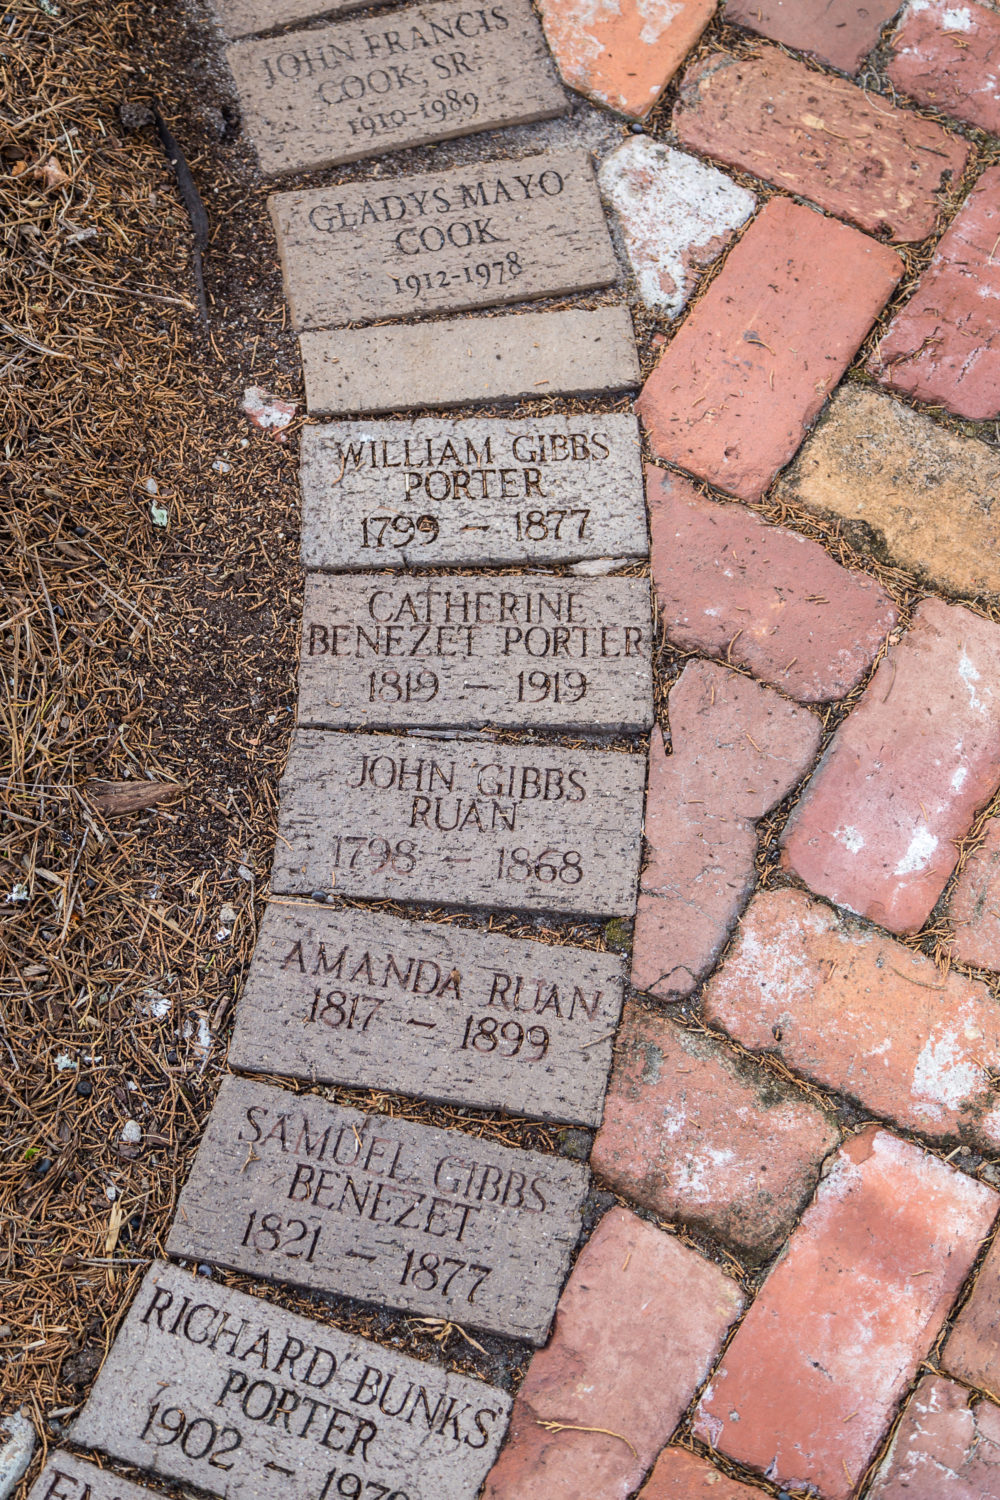 JOHN FRANCIS
COOK, SR.
1910-1989
GLADYS MAYO
COOK
1912-1978
WILLIAM GIBBS
PORTER
1799 - 1877
CATHERINE
BENEZET PORTER
1819 - 1919
JOHN GIBBS
RUAN
1798 - 1868
AMANDA RUAN
1817 - 1899
SAMUEL GIBBS
BENEZET
1821 - 1877
RICHARD "BUNKS"
PORTER
1902 - 1979